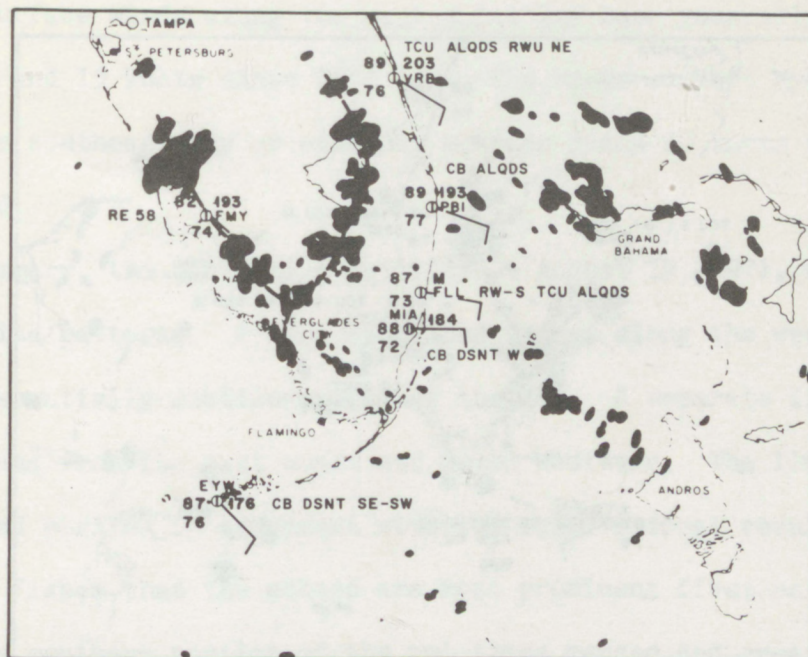 TAMPA
ST. PETERSBURG
TCU ALQDS RWU NE
89 203
VRB
76
CB ALQDS
89 193
PBI
77
82 193
RE 58 FMY
74
GRAND
BAHAMA
87 M
FLL RW-S TCU ALQDS
73
MIA
88 184
72
CB DSNT W
EVERGLADES
CITY
FLAMINGO
ANDROS
EYW
87 176 CB DSNT SE-SW
76